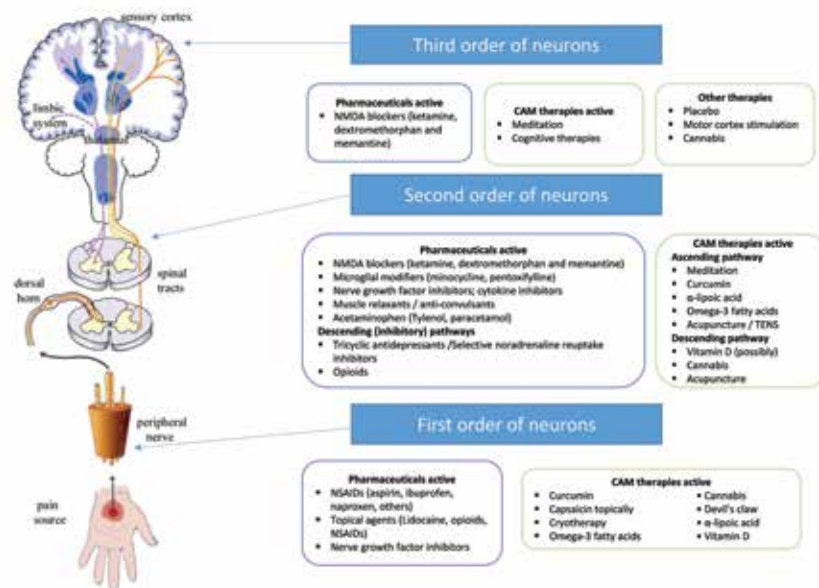 sensory cortex
limbic
system
thalamus
spinal
tracts
dorsal
horn
peripheral
nerve
pain
source
Third order of neurons
Pharmaceuticals active
▪ NMDA blockers (ketamine,
dextromethorphan and
memantine)
CAM therapies active
▪ Meditation
▪ Cognitive therapies
Other therapies
▪ Placebo
▪ Motor cortex stimulation
▪ Cannabis
Second order of neurons
Pharmaceuticals active
▪ NMDA blockers (ketamine, dextromethorphan and memantine)
▪ Microglial modifiers (minocycline, pentoxifylline)
▪ Nerve growth factor inhibitors; cytokine inhibitors
▪ Muscle relaxants / anti-convulsants
▪ Acetaminophen (Tylenol, paracetamol)
Descending (inhibitory) pathways
▪ Tricyclic antidepressants /Selective noradrenaline reuptake
inhibitors
▪ Opioids
CAM therapies active
Ascending pathway
▪ Meditation
▪ Curcumin
▪ α-lipoic acid
▪ Omega-3 fatty acids
▪ Acupuncture / TENS
Descending pathway
▪ Vitamin D (possibly)
▪ Cannabis
▪ Acupuncture
First order of neurons
Pharmaceuticals active
▪ NSAIDs (aspirin, ibuprofen,
naproxen, others)
▪ Topical agents (Lidocaine, opioids,
NSAIDs)
▪ Nerve growth factor inhibitors
CAM therapies active
▪ Curcumin
▪ Capsaicin topically
▪ Cryotherapy
▪ Omega-3 fatty acids
▪ Cannabis
▪ Devil's claw
▪ α-lipoic acid
▪ Vitamin D